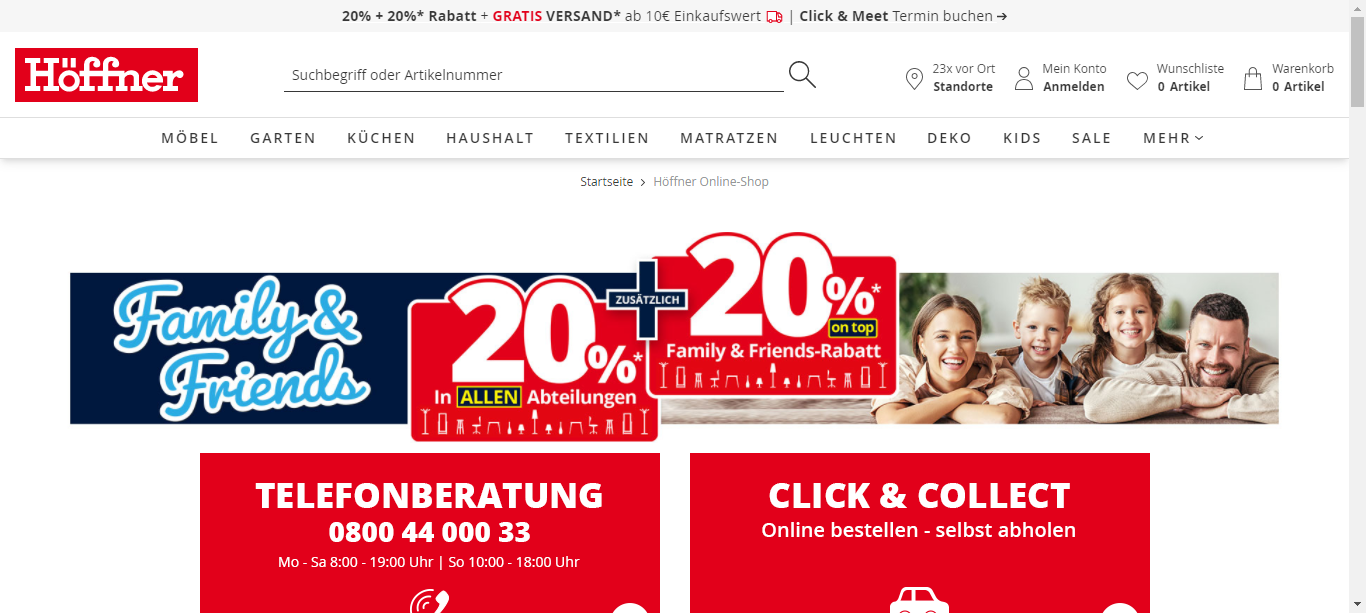 20% + 20%* Rabatt + GRATIS VERSAND* ab 10€ Einkaufswert | Click & Meet Termin buchen →
Höffner
Suchbegriff oder Artikelnummer
23x vor Ort
Standorte
Mein Konto
Anmelden
Wunschliste
0 Artikel
Warenkorb
0 Artikel
MÖBEL GARTEN KÜCHEN HAUSHALT TEXTILIEN MATRATZEN LEUCHTEN DEKO KIDS SALE MEHR
Startseite > Höffner Online-Shop
Family &
Friends
20%*
In ALLEN Abteilungen
ZUSÄTZLICH
20%*
on top
Family & Friends-Rabatt
TELEFONBERATUNG
0800 44 000 33
Mo - Sa 8:00 - 19:00 Uhr | So 10:00 - 18:00 Uhr
CLICK & COLLECT
Online bestellen - selbst abholen